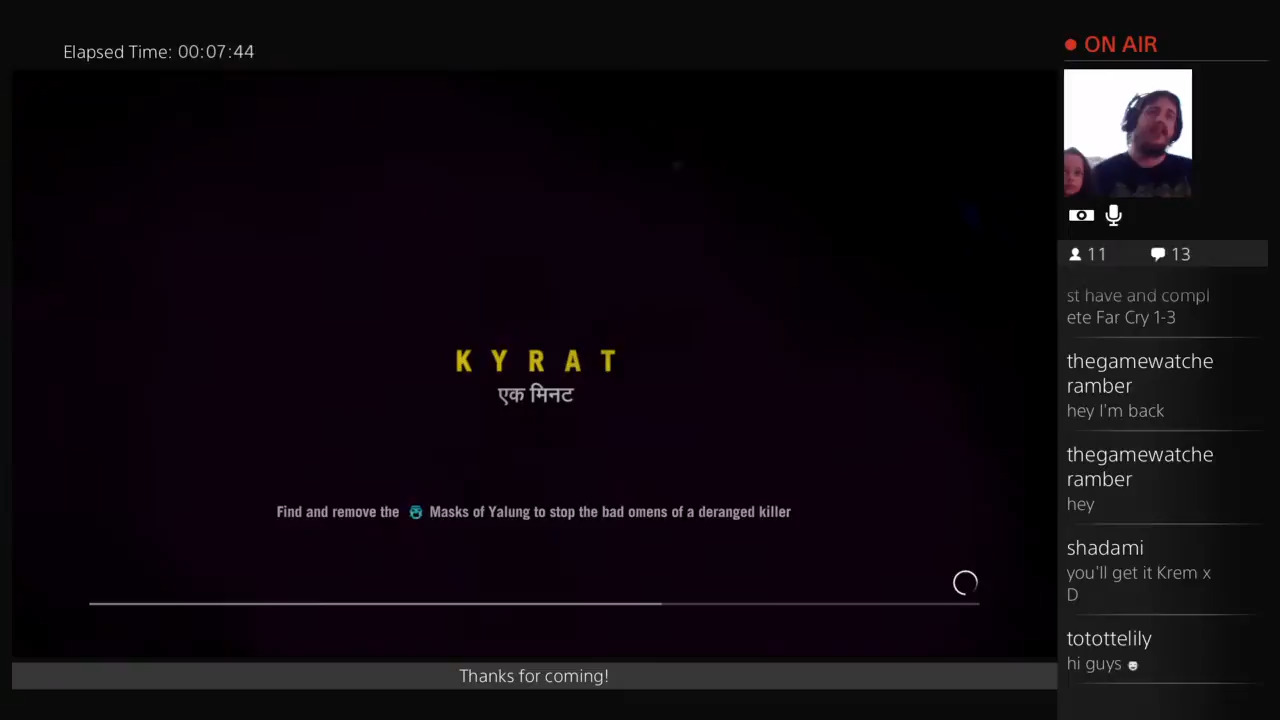 Elapsed Time: 00:07:44
ON AIR
11
13
st have and compl
ete Far Cry 1-3
thegamewatche
ramber
hey I'm back
thegamewatche
ramber
hey
shadami
you'll get it Krem x
D
totottelily
hi guys
KYRAT
एक मिनट
Find and remove the Masks of Yalung to stop the bad omens of a deranged killer
Thanks for coming!